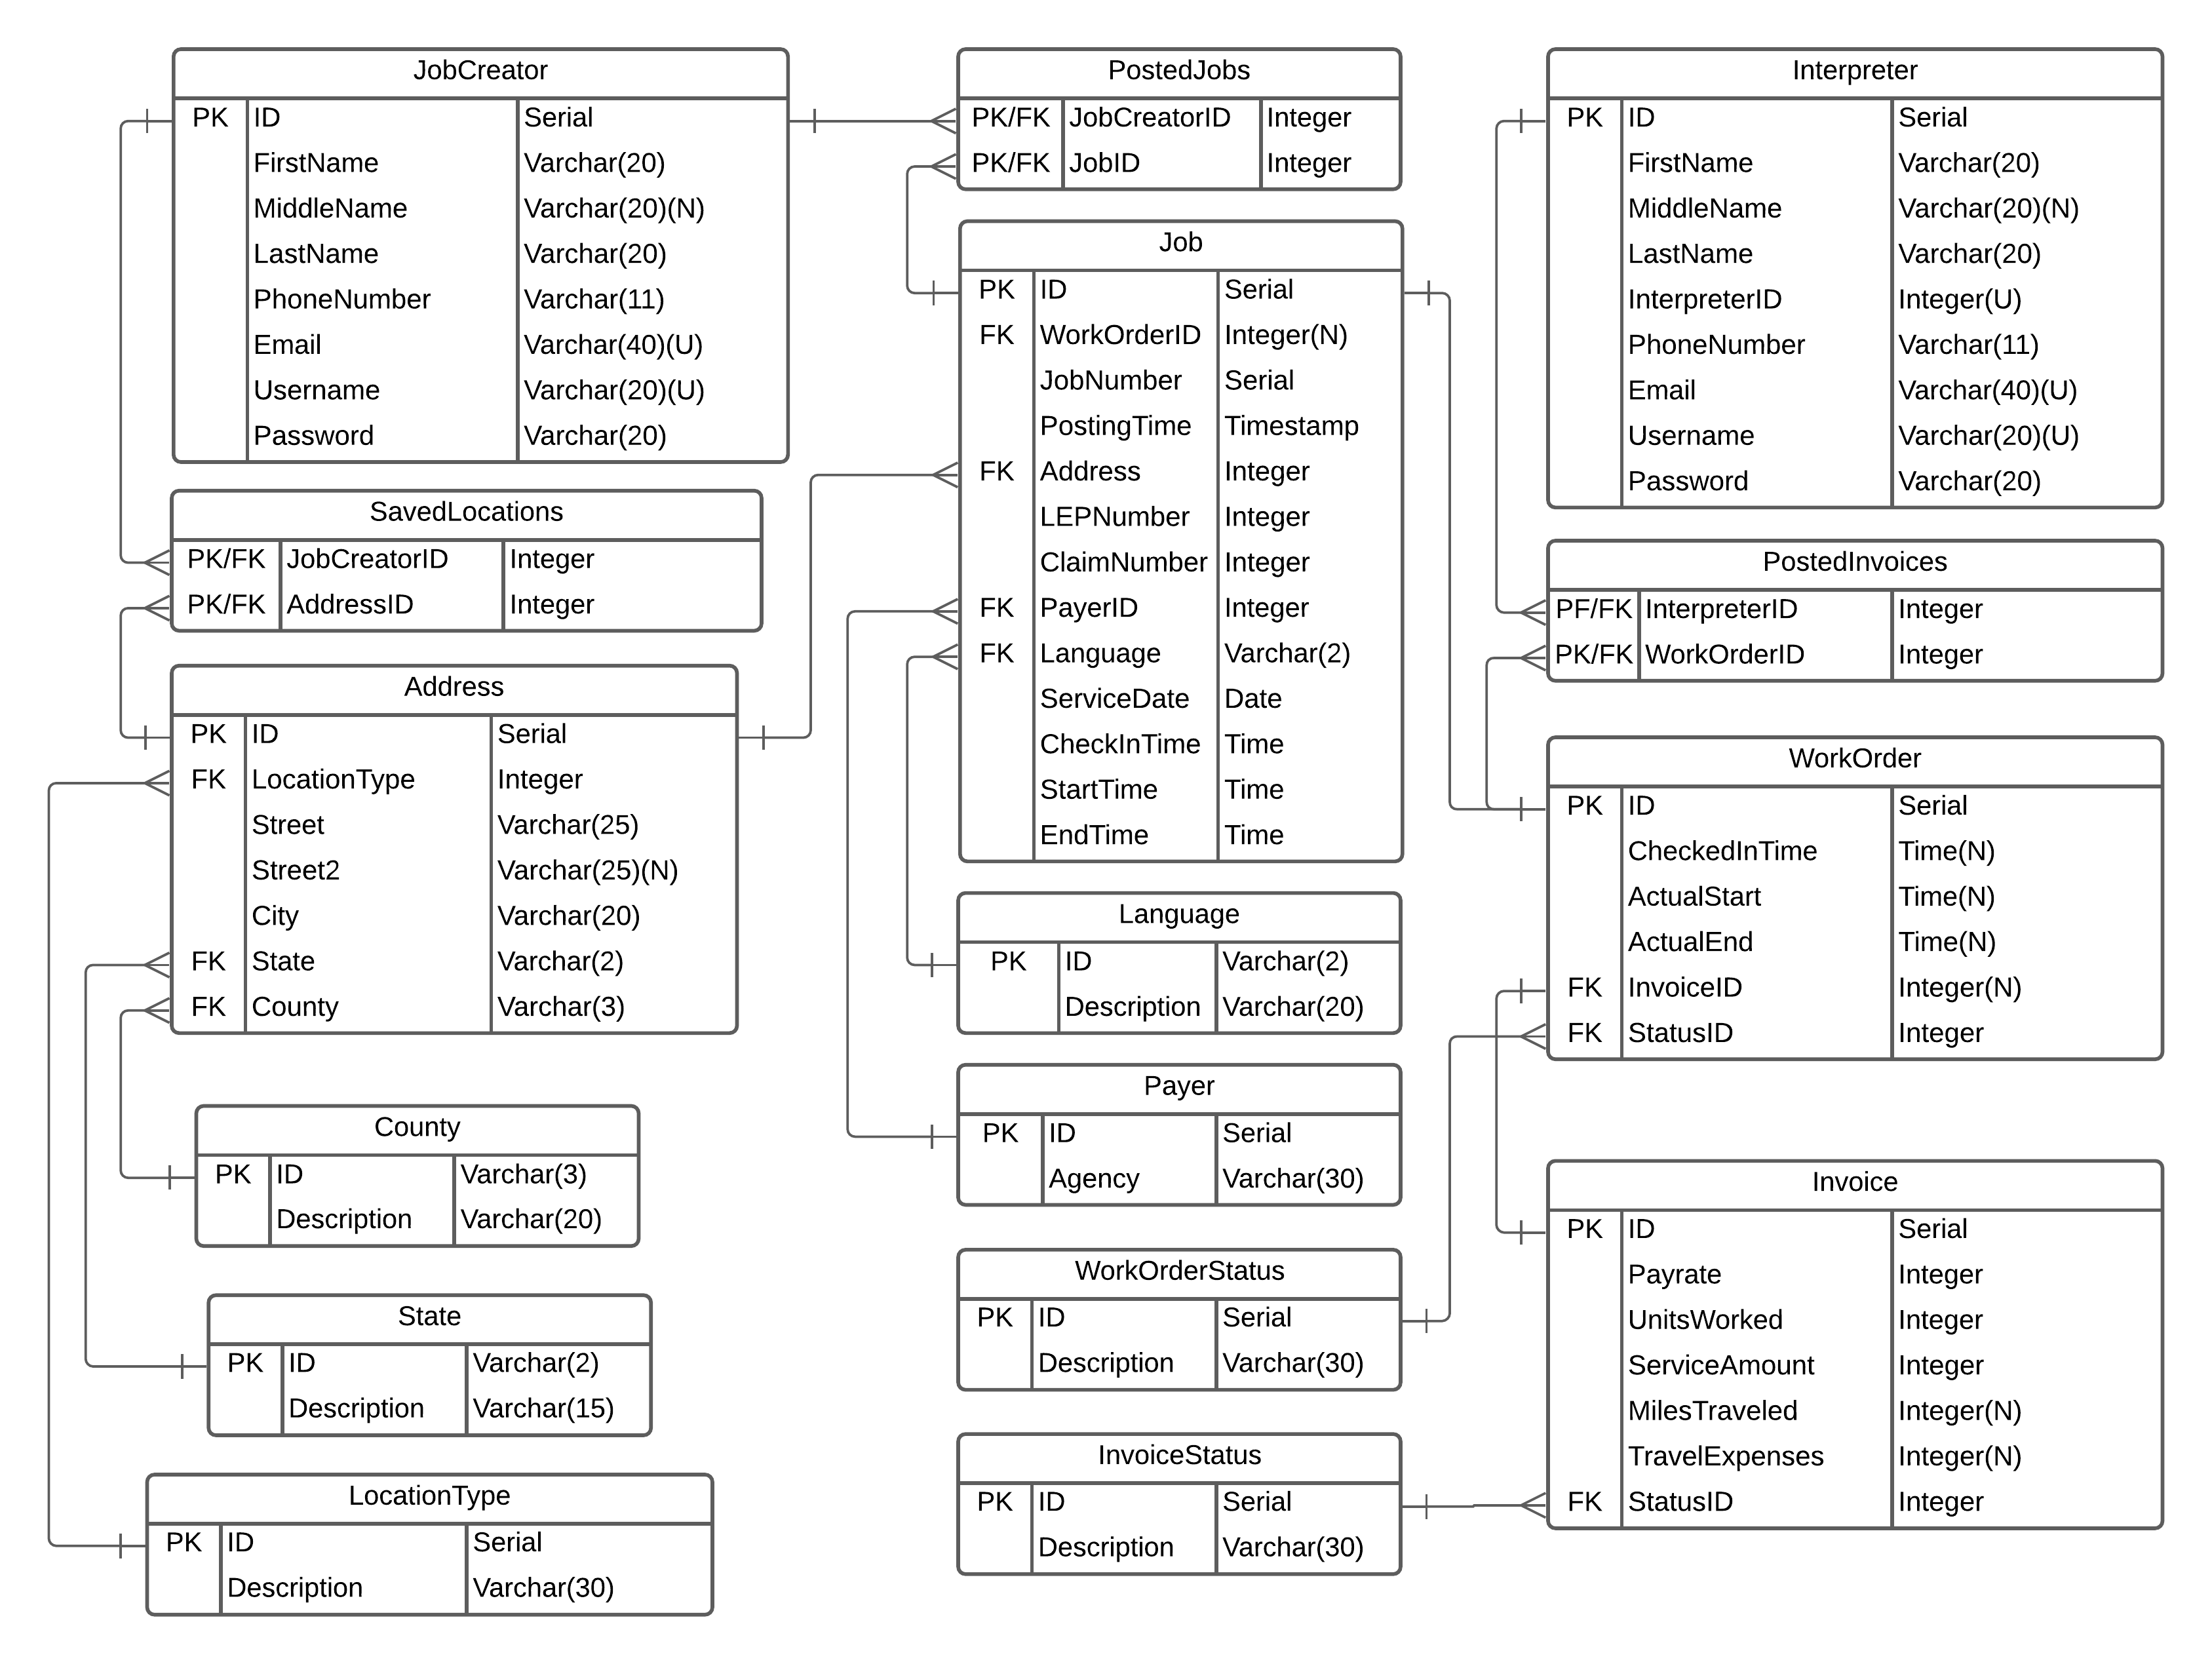 JobCreator
PK ID Serial
FirstName Varchar(20)
MiddleName Varchar(20)(N)
LastName Varchar(20)
PhoneNumber Varchar(11)
Email Varchar(40)(U)
Username Varchar(20)(U)
Password Varchar(20)
SavedLocations
PK/FK JobCreatorID Integer
PK/FK AddressID Integer
Address
PK ID Serial
FK LocationType Integer
Street Varchar(25)
Street2 Varchar(25)(N)
City Varchar(20)
FK State Varchar(2)
FK County Varchar(3)
County
PK ID Varchar(3)
Description Varchar(20)
State
PK ID Varchar(2)
Description Varchar(15)
LocationType
PK ID Serial
Description Varchar(30)
PostedJobs
PK/FK JobCreatorID Integer
PK/FK JobID Integer
Job
PK ID Serial
FK WorkOrderID Integer(N)
JobNumber Serial
PostingTime Timestamp
FK Address Integer
LEPNumber Integer
ClaimNumber Integer
FK PayerID Integer
FK Language Varchar(2)
ServiceDate Date
CheckInTime Time
StartTime Time
EndTime Time
Language
PK ID Varchar(2)
Description Varchar(20)
Payer
PK ID Serial
Agency Varchar(30)
WorkOrderStatus
PK ID Serial
Description Varchar(30)
InvoiceStatus
PK ID Serial
Description Varchar(30)
Interpreter
PK ID Serial
FirstName Varchar(20)
MiddleName Varchar(20)(N)
LastName Varchar(20)
InterpreterID Integer(U)
PhoneNumber Varchar(11)
Email Varchar(40)(U)
Username Varchar(20)(U)
Password Varchar(20)
PostedInvoices
PF/FK InterpreterID Integer
PK/FK WorkOrderID Integer
WorkOrder
PK ID Serial
CheckedInTime Time(N)
ActualStart Time(N)
ActualEnd Time(N)
FK InvoiceID Integer(N)
FK StatusID Integer
Invoice
PK ID Serial
Payrate Integer
UnitsWorked Integer
ServiceAmount Integer
MilesTraveled Integer(N)
TravelExpenses Integer(N)
FK StatusID Integer